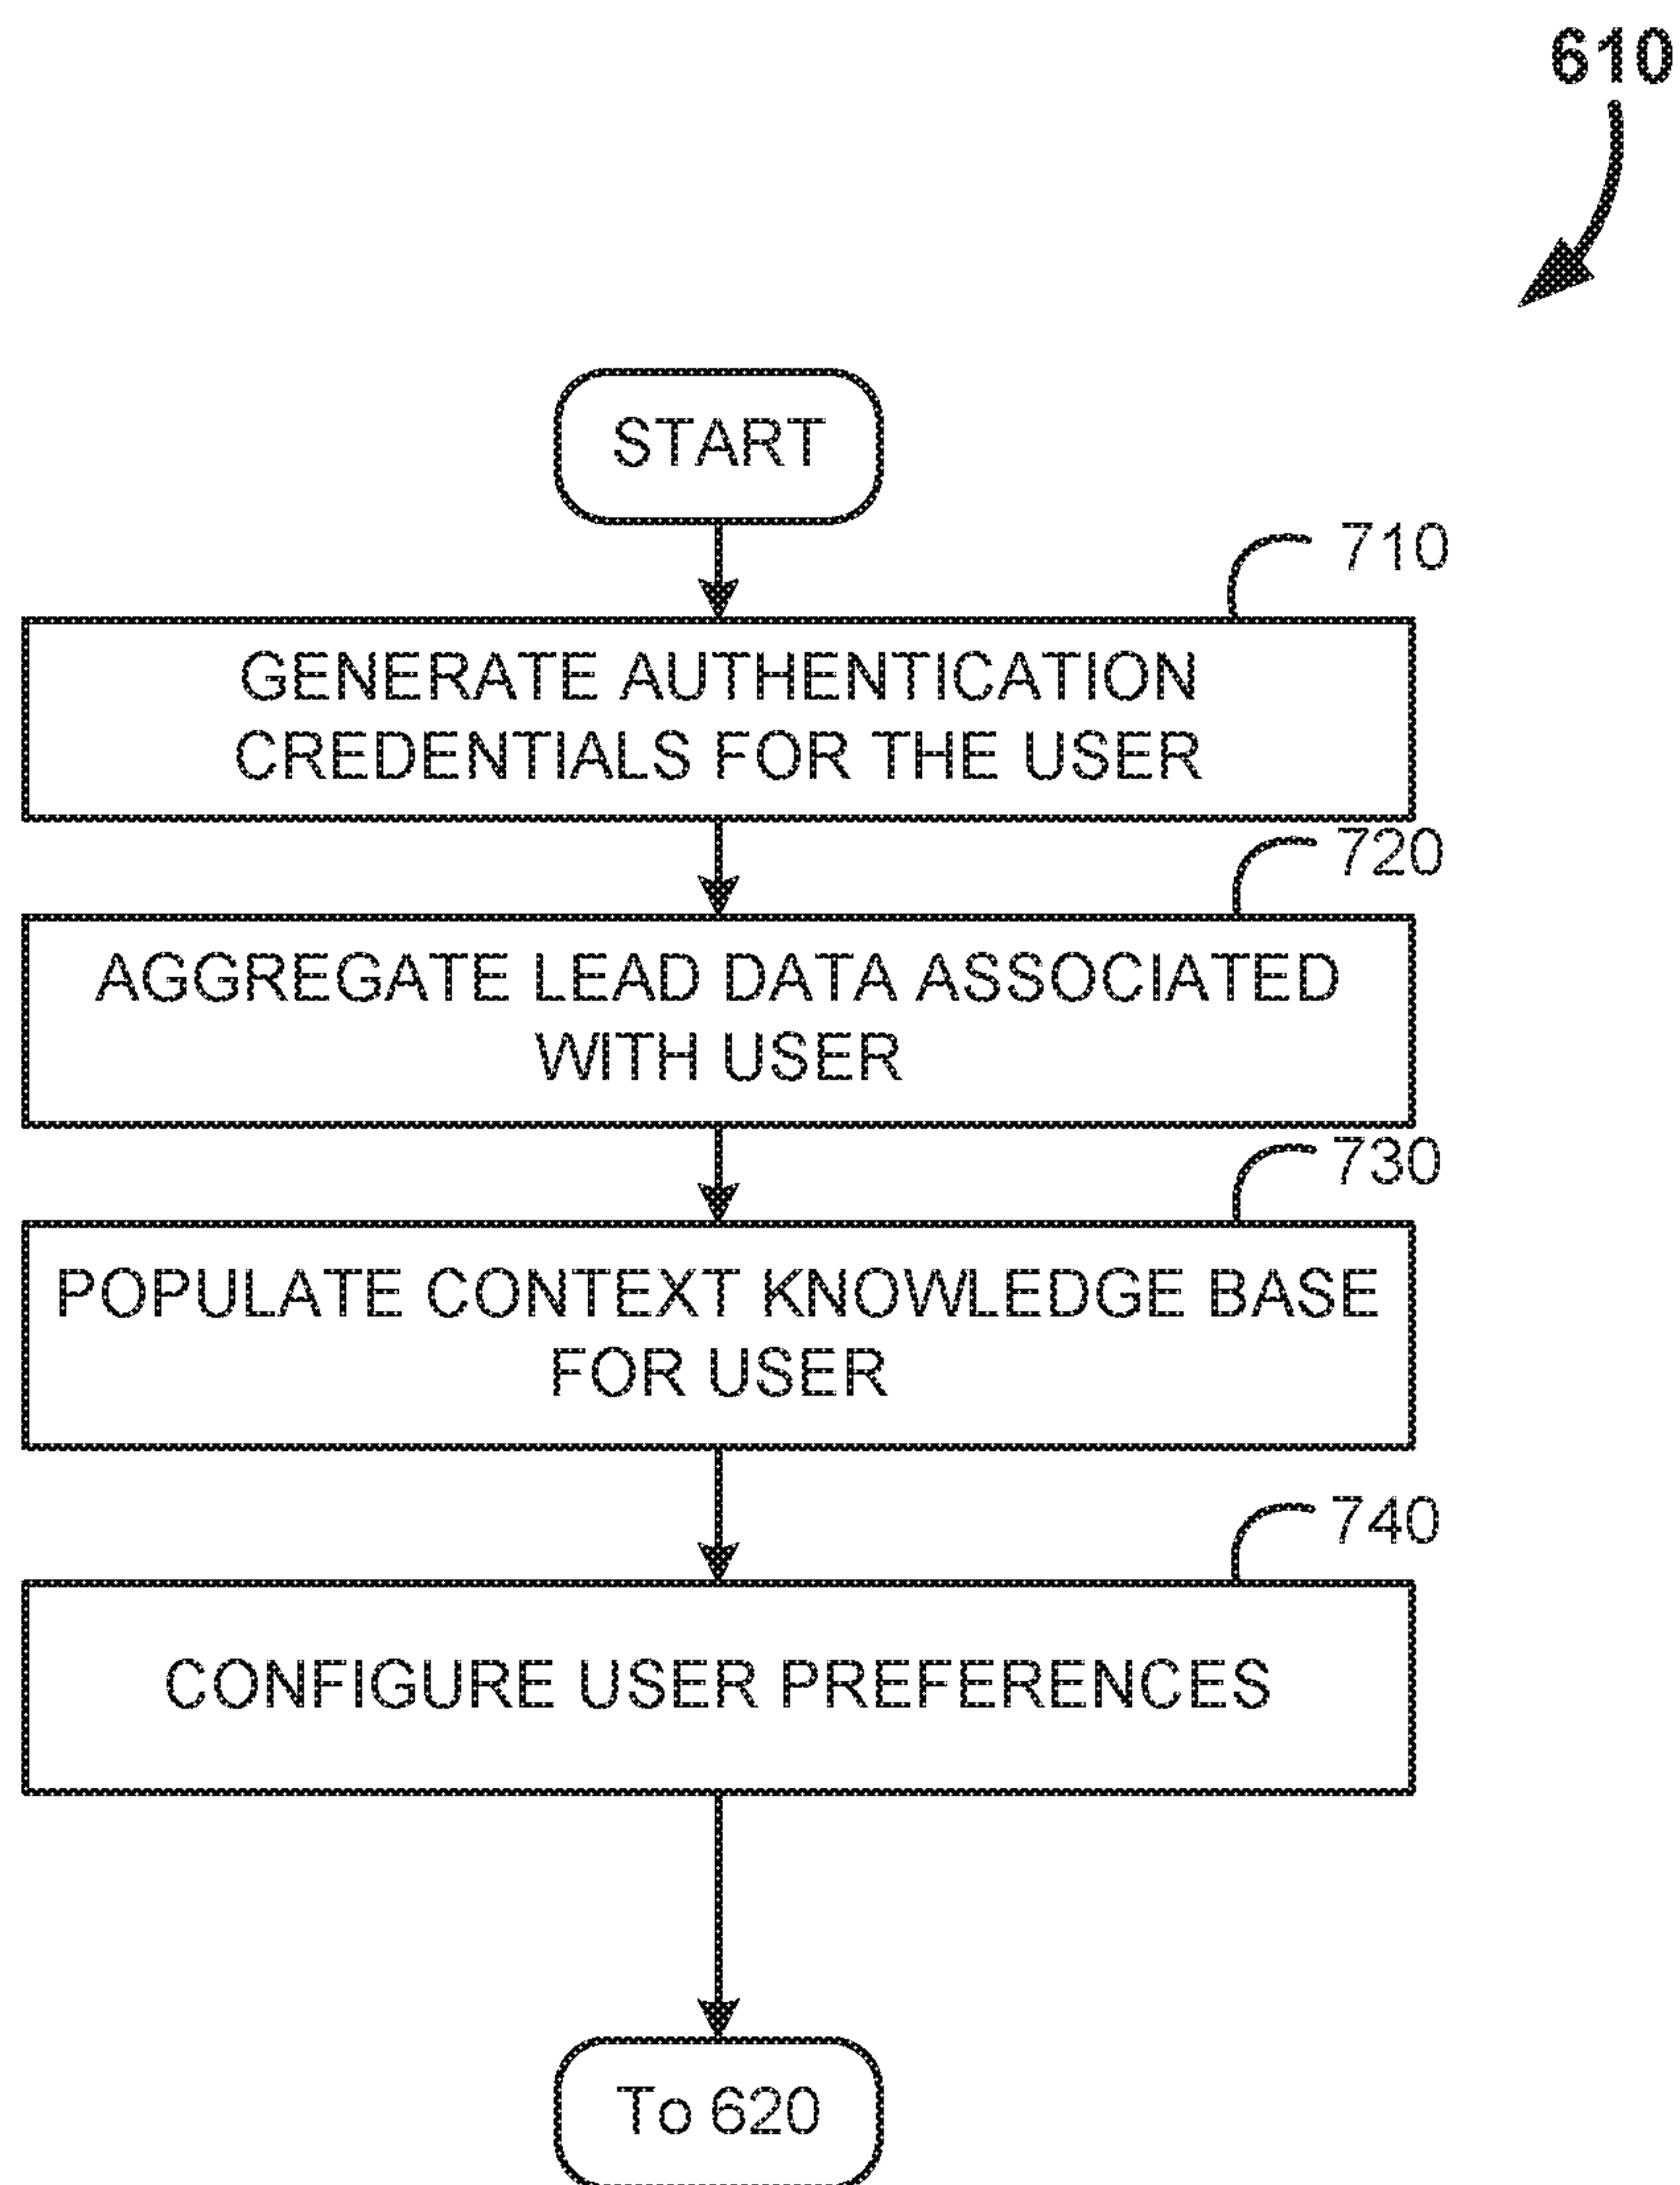 610
START
710
GENERATE AUTHENTICATION
CREDENTIALS FOR THE USER
720
AGGREGATE LEAD DATA ASSOCIATED
WITH USER
730
POPULATE CONTEXT KNOWLEDGE BASE
FOR USER
740
CONFIGURE USER PREFERENCES
To 620